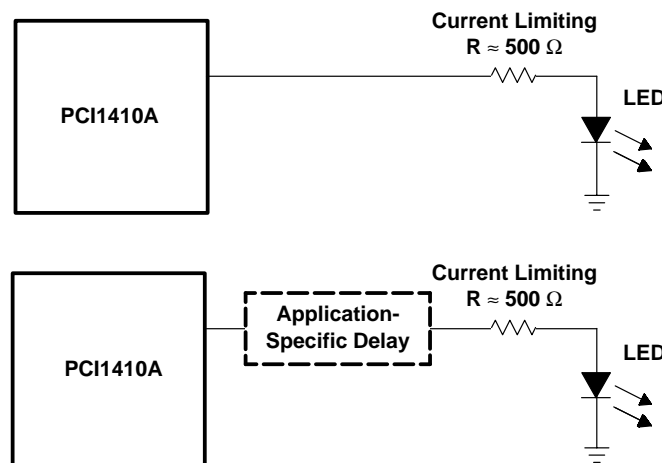 Current Limiting
R ≈ 500 Ω
LED
PCI1410A
Current Limiting
R ≈ 500 Ω
Application-
Specific Delay
LED
PCI1410A